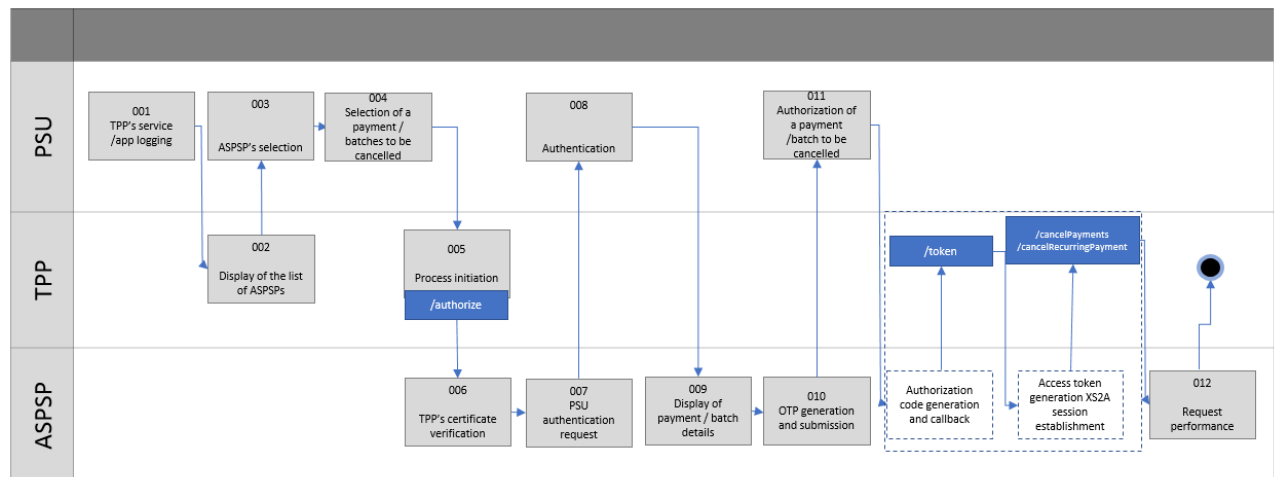 PSU
001
TPP's service
/app logging
003
ASPSP's selection
004
Selection of a
payment /
batches to be
cancelled
008
Authentication
011
Authorization of
a payment
/batch to be
cancelled
TPP
002
Display of the list
of ASPSPs
005
Process initiation
/authorize
/token
/cancelPayments
/cancelRecurringPayment
ASPSP
006
TPP's certificate
verification
007
PSU
authentication
request
009
Display of
payment / batch
details
010
OTP generation
and submission
Authorization
code generation
and callback
Access token
generation XS2A
session
establishment
012
Request
performance